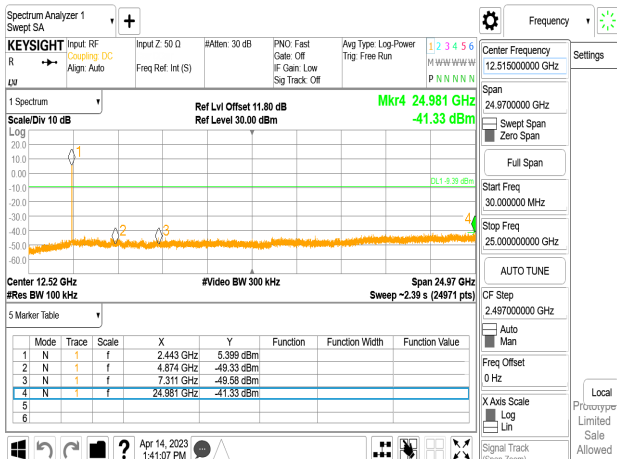 Spectrum Analyzer 1
Swept SA
Frequency
KEYSIGHT
R
LXI
Input: RF
Coupling: DC
Align: Auto
Input Z: 50 Ω
Freq Ref: Int (S)
#Atten: 30 dB
PNO: Fast
Gate: Off
IF Gain: Low
Sig Track: Off
Avg Type: Log-Power
Trig: Free Run
1 2 3 4 5 6
M W W W W W
P N N N N N
1 Spectrum
Scale/Div 10 dB
Log
Ref Lvl Offset 11.80 dB
Ref Level 30.00 dBm
Mkr4 24.981 GHz
-41.33 dBm
20.0
10.0
0.00
-10.0
-20.0
-30.0
-40.0
-50.0
-60.0
1
2
3
4
DL1 -8.39 dBm
Center 12.52 GHz
#Res BW 100 kHz
#Video BW 300 kHz
Span 24.97 GHz
Sweep ~2.39 s (24971 pts)
5 Marker Table
Mode Trace Scale X Y Function Function Width Function Value
1 N 1 f 2.443 GHz 5.399 dBm
2 N 1 f 4.874 GHz -49.33 dBm
3 N 1 f 7.311 GHz -49.58 dBm
4 N 1 f 24.981 GHz -41.33 dBm
5
6
Apr 14, 2023
1:41:07 PM
?
Center Frequency
12.515000000 GHz
Span
24.9700000 GHz
Swept Span
Zero Span
Full Span
Start Freq
30.000000 MHz
Stop Freq
25.000000000 GHz
AUTO TUNE
CF Step
2.497000000 GHz
Auto
Man
Freq Offset
0 Hz
X Axis Scale
Log
Lin
Signal Track
(Span Zoom)
Settings
Local
Prototype
Limited
Sale
Allowed